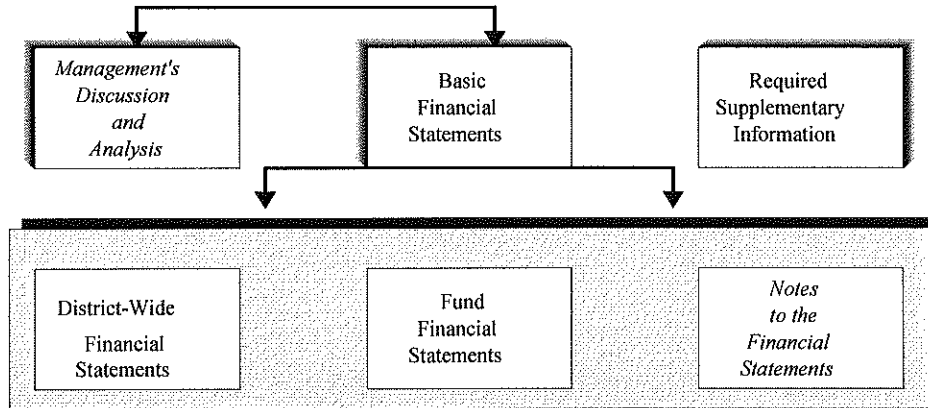 Management's
Discussion
and
Analysis
Basic
Financial
Statements
Required
Supplementary
Information
District-Wide
Financial
Statements
Fund
Financial
Statements
Notes
to the
Financial
Statements